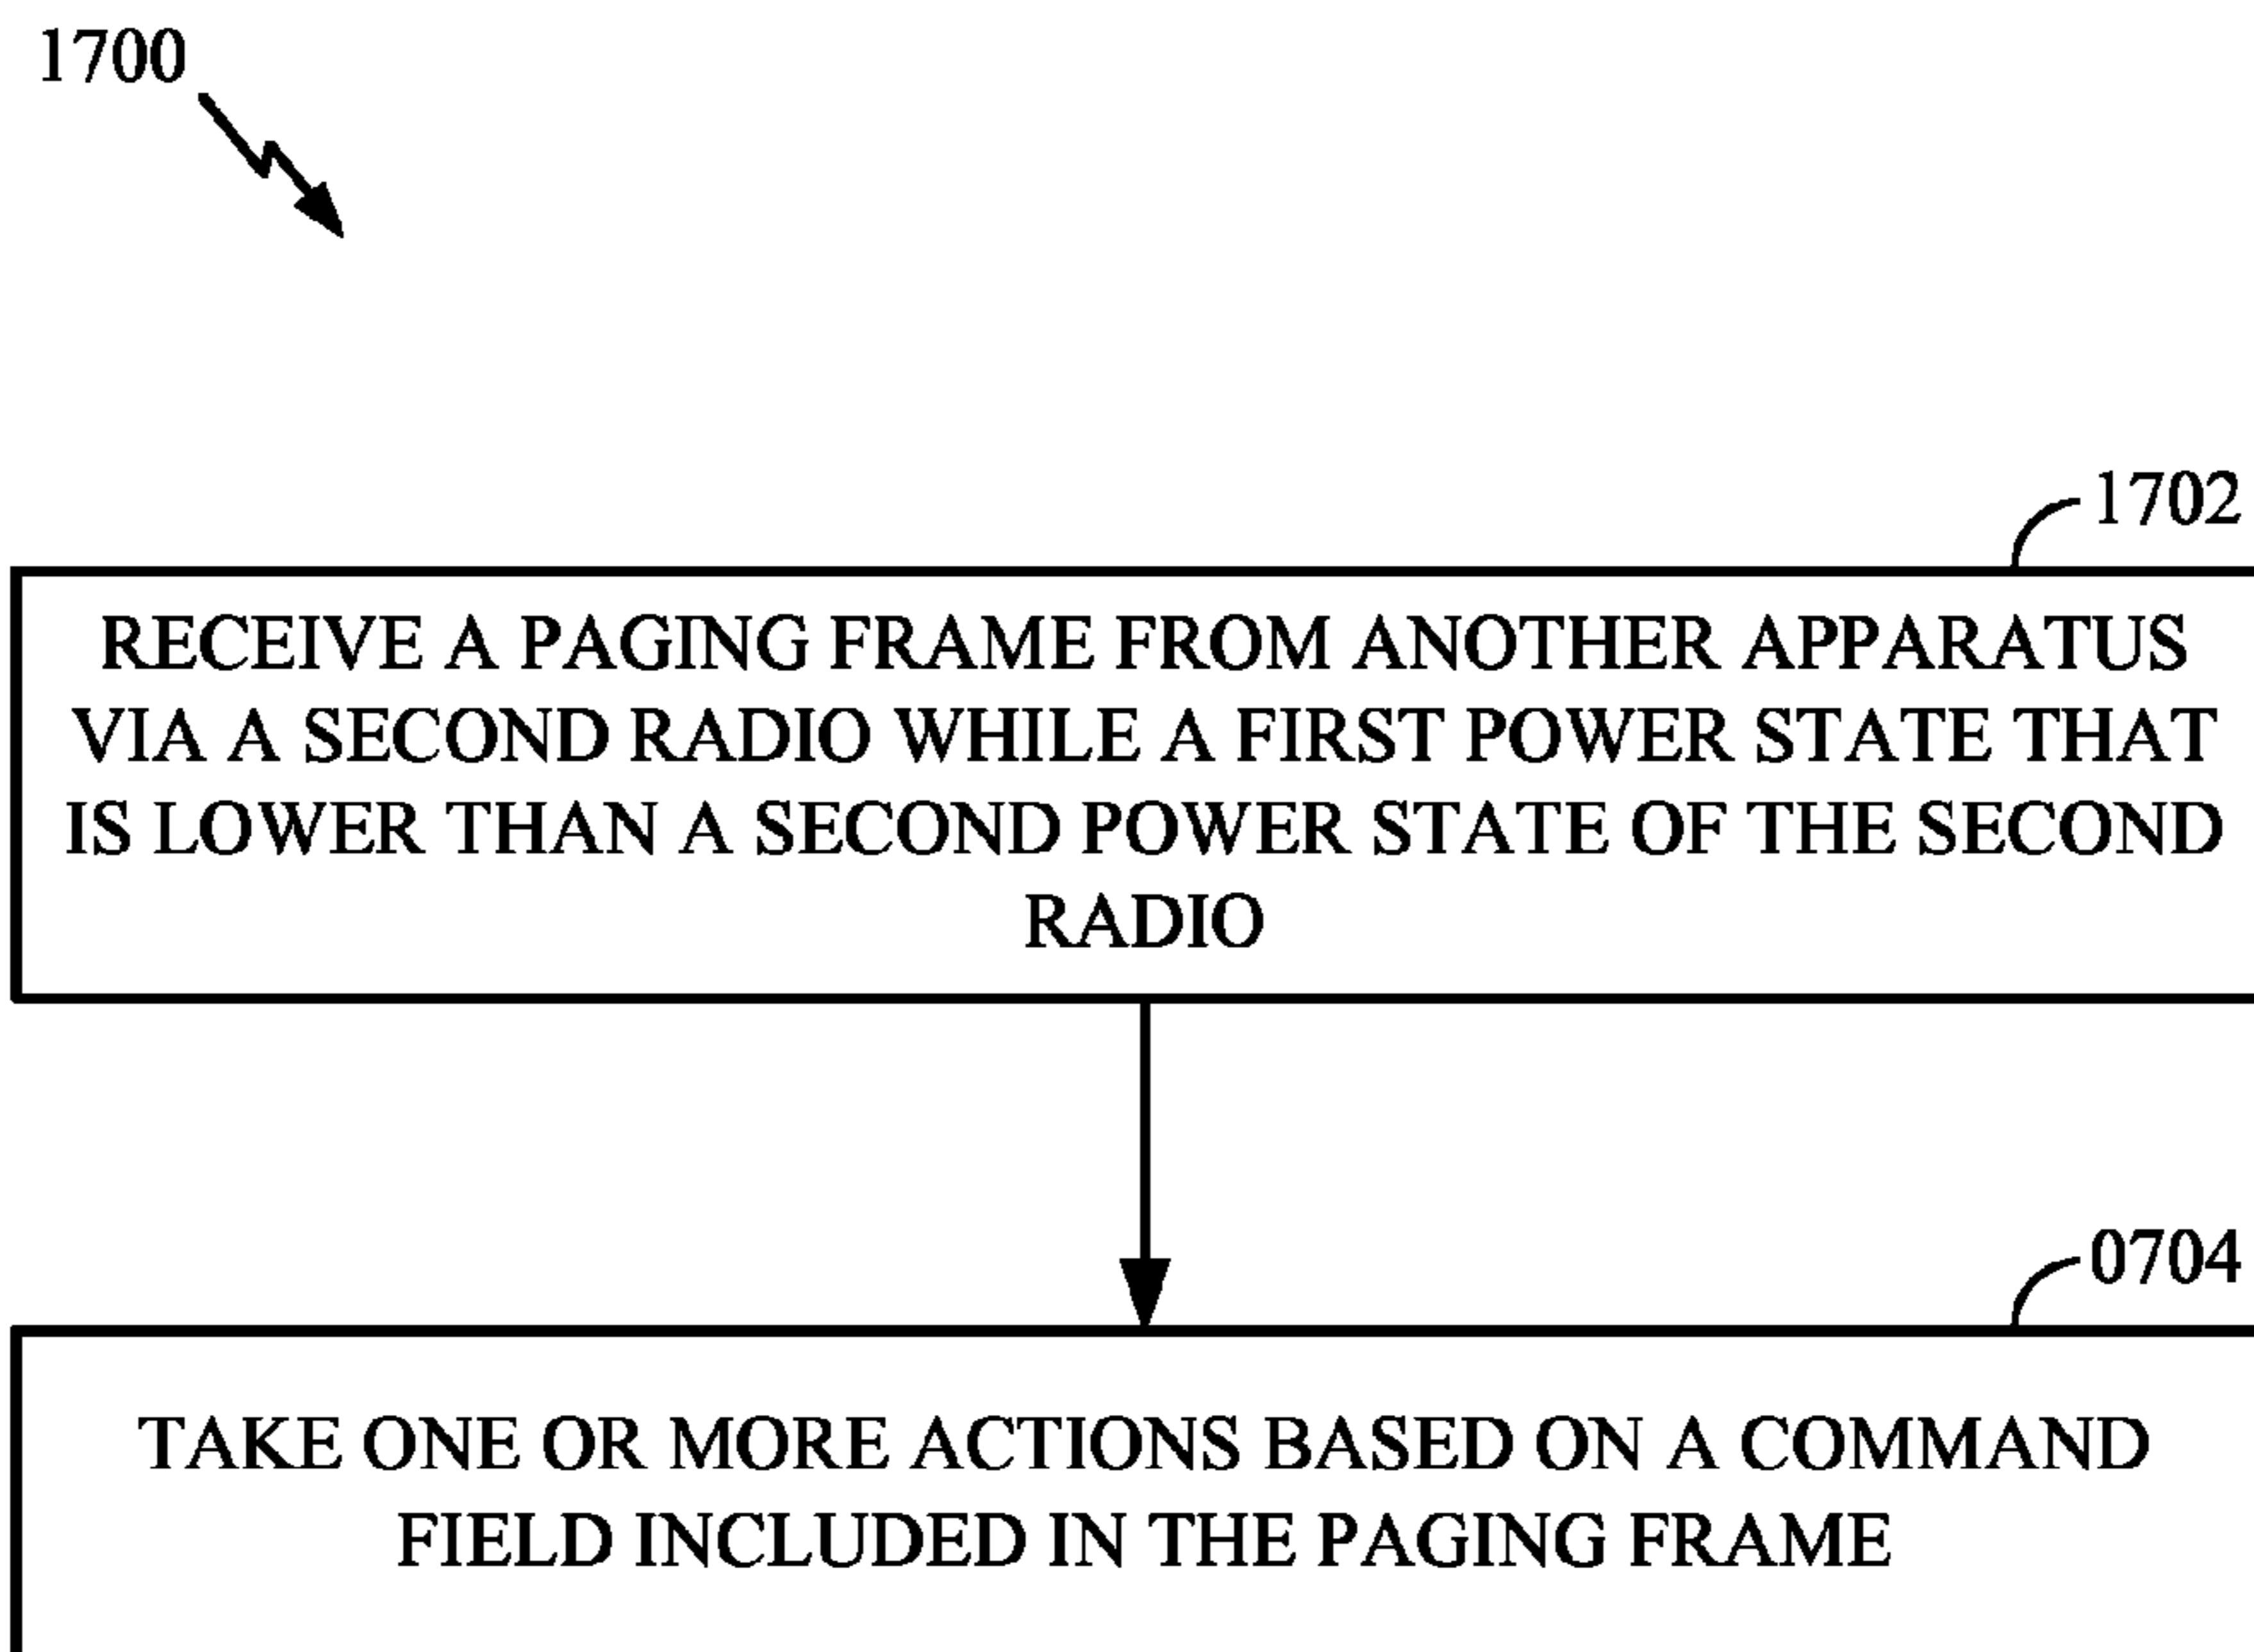 1700
1702
RECEIVE A PAGING FRAME FROM ANOTHER APPARATUS
VIA A SECOND RADIO WHILE A FIRST POWER STATE THAT
IS LOWER THAN A SECOND POWER STATE OF THE SECOND
RADIO
0704
TAKE ONE OR MORE ACTIONS BASED ON A COMMAND
FIELD INCLUDED IN THE PAGING FRAME